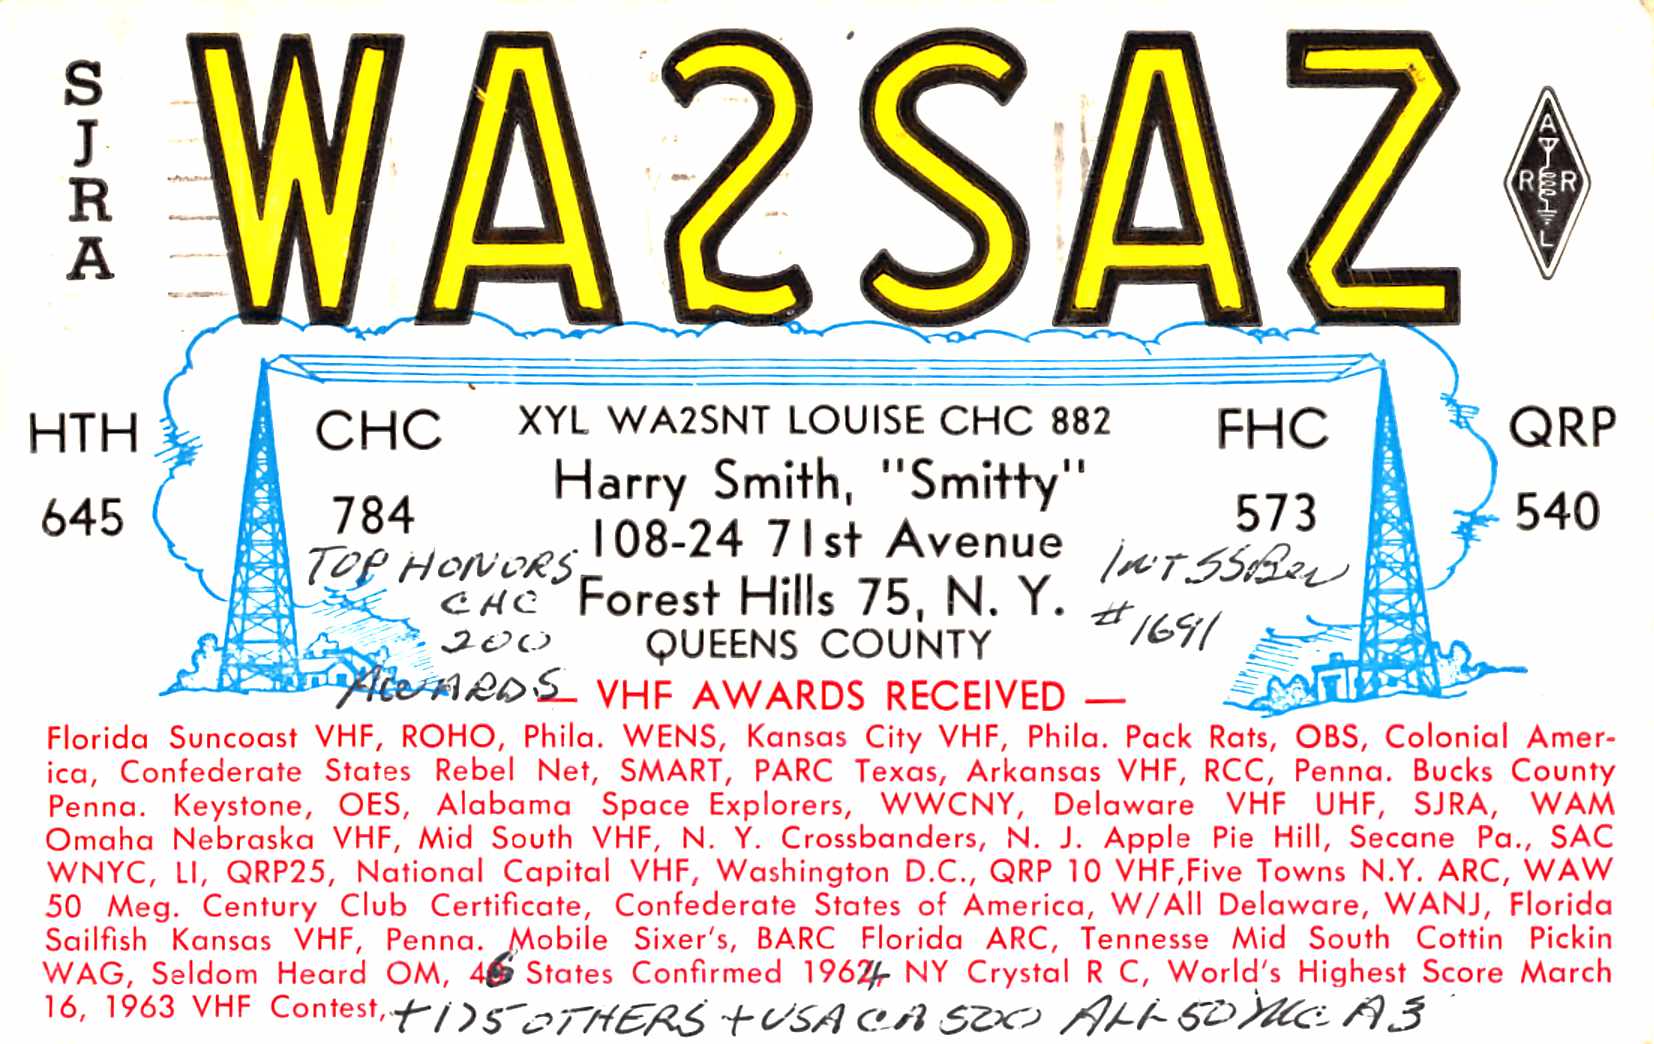 WA2SAZ
SJRA
ARRL
HTH
645
CHC
784
XYL WA2SNT LOUISE CHC 882
Harry Smith, "Smitty"
108-24 71st Avenue
Forest Hills 75, N. Y.
QUEENS COUNTY
FHC
573
QRP
540
TOP HONORS
CHC
200
AWARDS
INT SSBer
#1691
— VHF AWARDS RECEIVED —
Florida Suncoast VHF, ROHO, Phila. WENS, Kansas City VHF, Phila. Pack Rats, OBS, Colonial Amer-
ica, Confederate States Rebel Net, SMART, PARC Texas, Arkansas VHF, RCC, Penna. Bucks County
Penna. Keystone, OES, Alabama Space Explorers, WWCNY, Delaware VHF UHF, SJRA, WAM
Omaha Nebraska VHF, Mid South VHF, N. Y. Crossbanders, N. J. Apple Pie Hill, Secane Pa., SAC
WNYC, LI, QRP25, National Capital VHF, Washington D.C., QRP 10 VHF,Five Towns N.Y. ARC, WAW
50 Meg. Century Club Certificate, Confederate States of America, W/All Delaware, WANJ, Florida
Sailfish Kansas VHF, Penna. Mobile Sixer's, BARC Florida ARC, Tennesse Mid South Cottin Pickin
WAG, Seldom Heard OM, 46 States Confirmed 1964, NY Crystal R C, World's Highest Score March
16, 1963 VHF Contest, +175 OTHERS + USA CA 500 ALL 50 A3